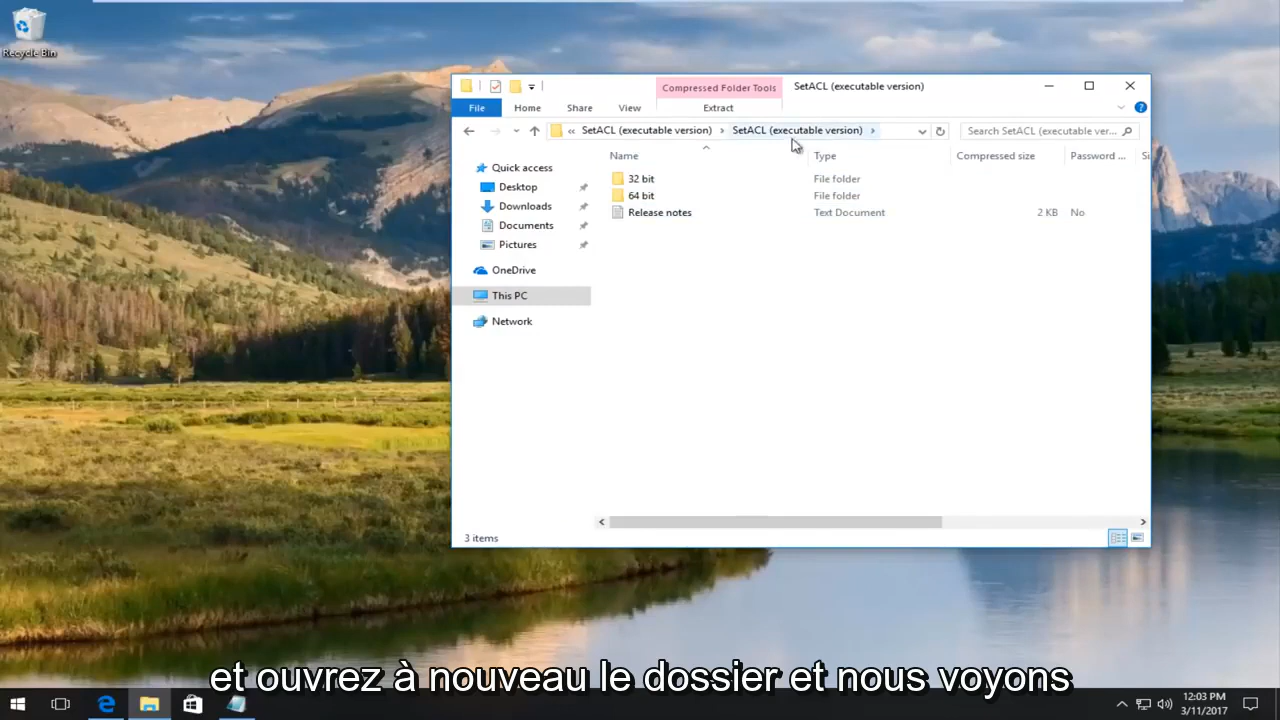 Recycle Bin
Compressed Folder Tools
SetACL (executable version)
File
Home
Share
View
Extract
« SetACL (executable version) › SetACL (executable version) ›
Search SetACL (executable ver...
Name
Type
Compressed size
Password ...
Si
32 bit
File folder
64 bit
File folder
Release notes
Text Document
2 KB
No
Quick access
Desktop
Downloads
Documents
Pictures
OneDrive
This PC
Network
3 items
et ouvrez à nouveau le dossier et nous voyons
12:03 PM
3/11/2017